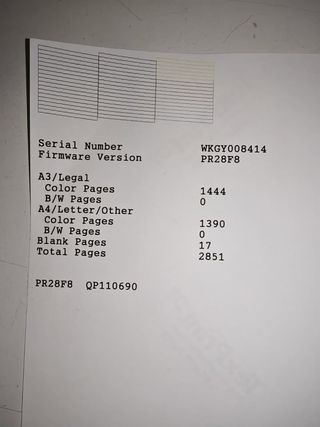 Serial Number WKGY008414
Firmware Version PR28F8
A3/Legal
Color Pages 1444
B/W Pages 0
A4/Letter/Other
Color Pages 1390
B/W Pages 0
Blank Pages 17
Total Pages 2851
PR28F8 QP110690